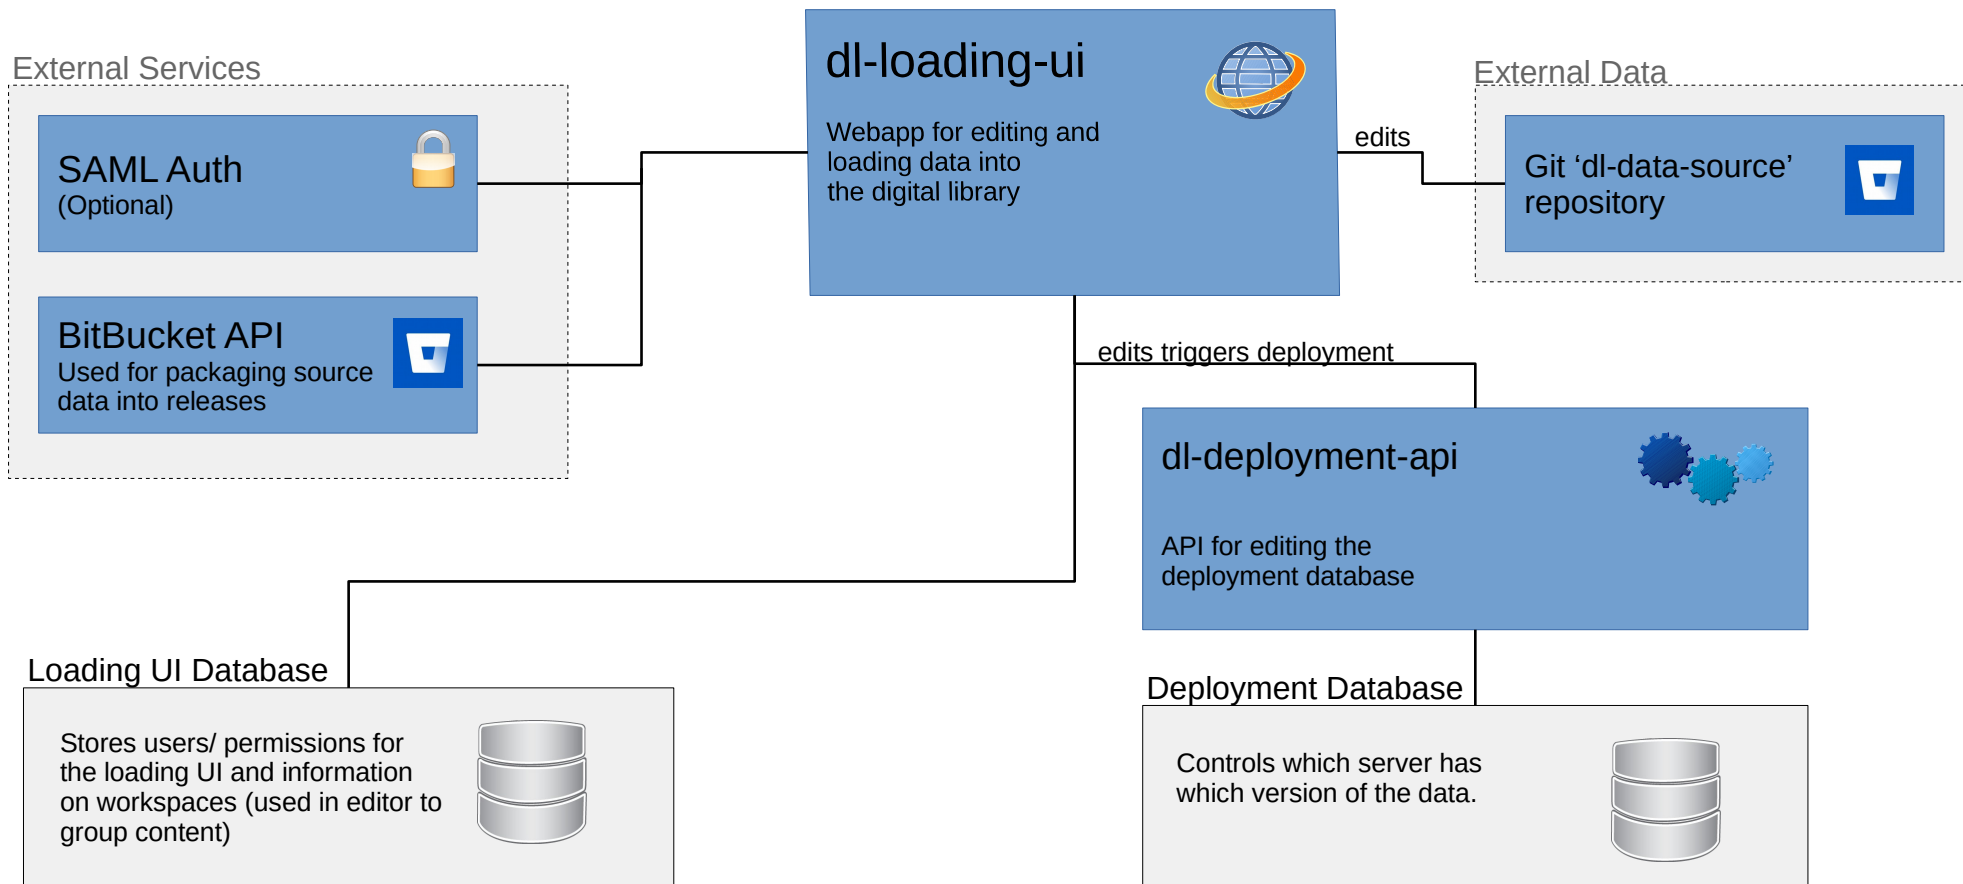 External Services
SAML Auth
(Optional)
BitBucket API
Used for packaging source
data into releases
dl-loading-ui
Webapp for editing and
loading data into
the digital library
edits
External Data
Git ‘dl-data-source’
repository
edits triggers deployment
dl-deployment-api
API for editing the
deployment database
Loading UI Database
Stores users/ permissions for
the loading UI and information
on workspaces (used in editor to
group content)
Deployment Database
Controls which server has
which version of the data.